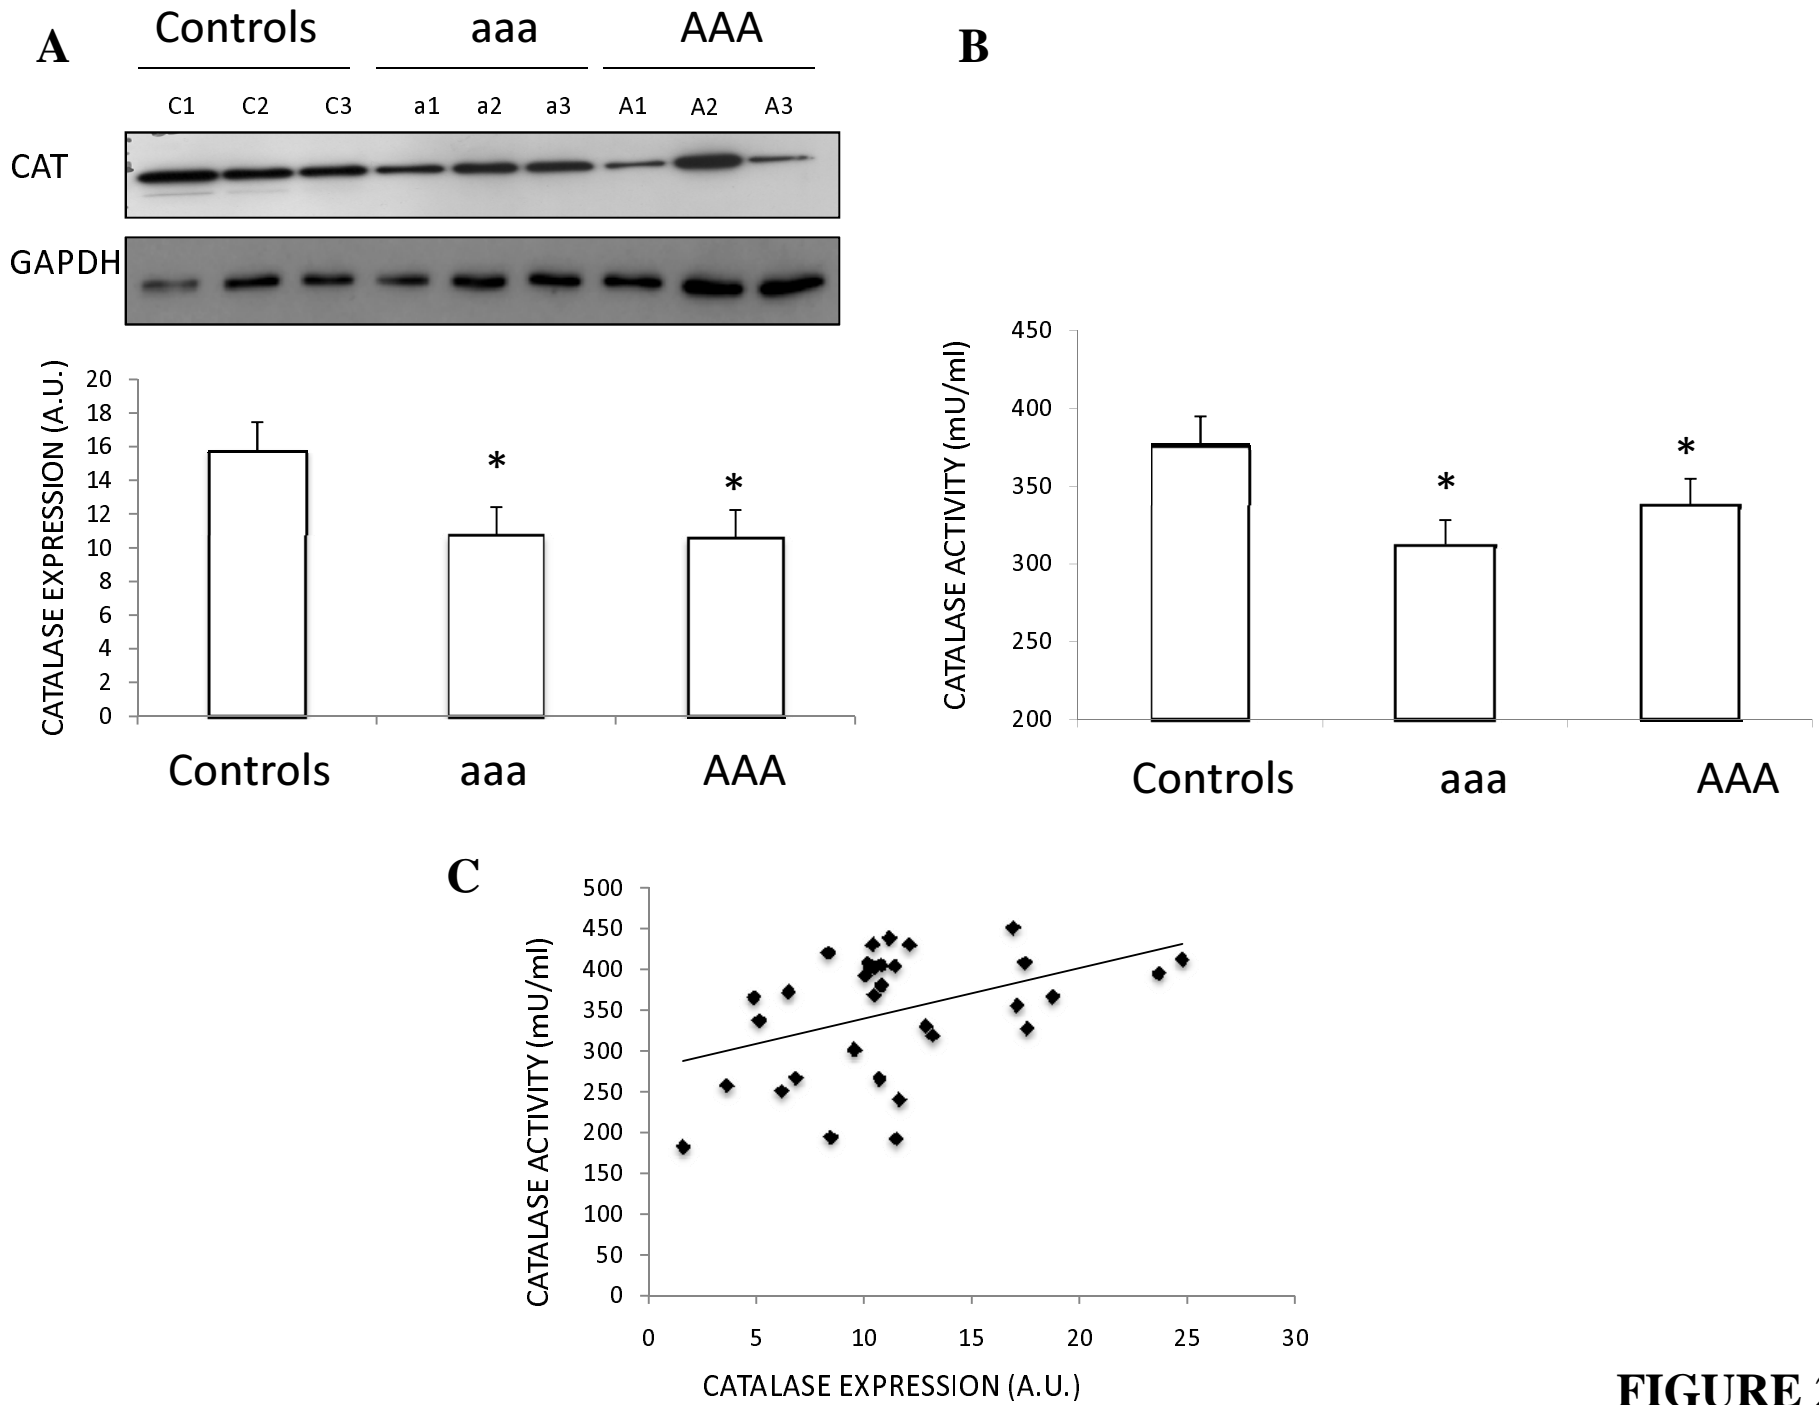 A
Controls aaa AAA
C1 C2 C3 a1 a2 a3 A1 A2 A3
CAT
GAPDH
CATALASE EXPRESSION (A.U.)
20
18
16
14
12
10
8
6
4
2
0
* *
Controls aaa AAA
B
CATALASE ACTIVITY (mU/ml)
450
400
350
300
250
200
* *
Controls aaa AAA
C
CATALASE ACTIVITY (mU/ml)
500
450
400
350
300
250
200
150
100
50
0
0 5 10 15 20 25 30
CATALASE EXPRESSION (A.U.)
FIGURE